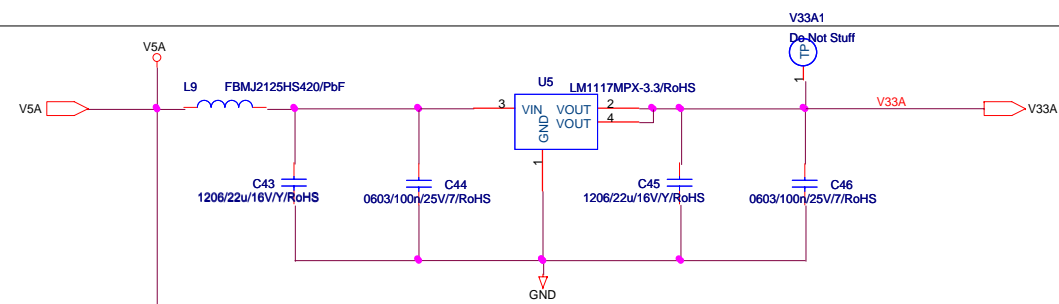 V33A1
Do Not Stuff
TP
1
V5A
L9 FBMJ2125HS420/PbF
U5
LM1117MPX-3.3/RoHS
V5A
3
VIN
VOUT
2
VOUT
4
GND
1
V33A
V33A
C43
1206/22u/16V/Y/RoHS
C44
0603/100n/25V/7/RoHS
C45
1206/22u/16V/Y/RoHS
C46
0603/100n/25V/7/RoHS
GND